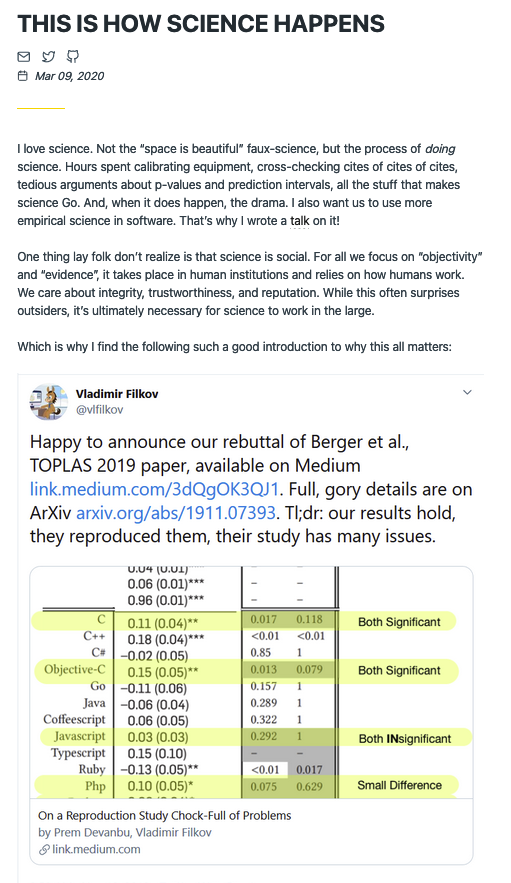 THIS IS HOW SCIENCE HAPPENS
Mar 09, 2020
I love science. Not the "space is beautiful" faux-science, but the process of doing
science. Hours spent calibrating equipment, cross-checking cites of cites of cites,
tedious arguments about p-values and prediction intervals, all the stuff that makes
science Go. And, when it does happen, the drama. I also want us to use more
empirical science in software. That's why I wrote a talk on it!
One thing lay folk don't realize is that science is social. For all we focus on "objectivity"
and "evidence", it takes place in human institutions and relies on how humans work.
We care about integrity, trustworthiness, and reputation. While this often surprises
outsiders, it's ultimately necessary for science to work in the large.
Which is why I find the following such a good introduction to why this all matters:
Vladimir Filkov
@vlfilkov
Happy to announce our rebuttal of Berger et al.,
TOPLAS 2019 paper, available on Medium
link.medium.com/3dQgOK3QJ1. Full, gory details are on
ArXiv arxiv.org/abs/1911.07393. Tl;dr: our results hold,
they reproduced them, their study has many issues.
0.04 (0.01)
0.06 (0.01)*** – –
0.96 (0.01)*** – –
C 0.11 (0.04)** 0.017 0.118 Both Significant
C++ 0.18 (0.04)*** <0.01 <0.01
C# −0.02 (0.05) 0.85 1
Objective-C 0.15 (0.05)** 0.013 0.079 Both Significant
Go −0.11 (0.06) 0.157 1
Java −0.06 (0.04) 0.289 1
Coffeescript 0.06 (0.05) 0.322 1
Javascript 0.03 (0.03) 0.292 1 Both INsignificant
Typescript 0.15 (0.10) – –
Ruby −0.13 (0.05)** <0.01 0.017
Php 0.10 (0.05)* 0.075 0.629 Small Difference
On a Reproduction Study Chock-Full of Problems
by Prem Devanbu, Vladimir Filkov
link.medium.com